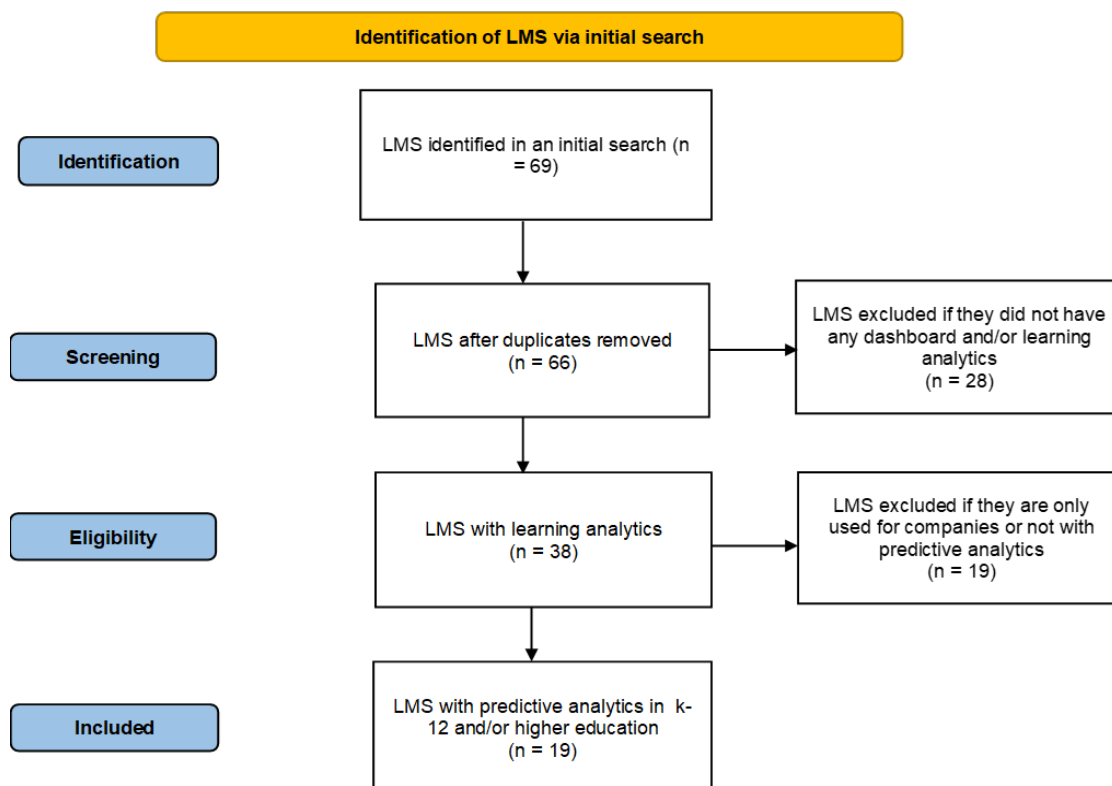 Identification of LMS via initial search
Identification
LMS identified in an initial search (n
= 69)
Screening
LMS after duplicates removed
(n = 66)
LMS excluded if they did not have
any dashboard and/or learning
analytics
(n = 28)
Eligibility
LMS with learning analytics
(n = 38)
LMS excluded if they are only
used for companies or not with
predictive analytics
(n = 19)
Included
LMS with predictive analytics in k-
12 and/or higher education
(n = 19)